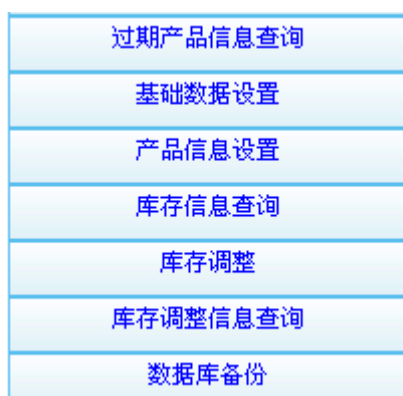 过期产品信息查询
基础数据设置
产品信息设置
库存信息查询
库存调整
库存调整信息查询
数据库备份